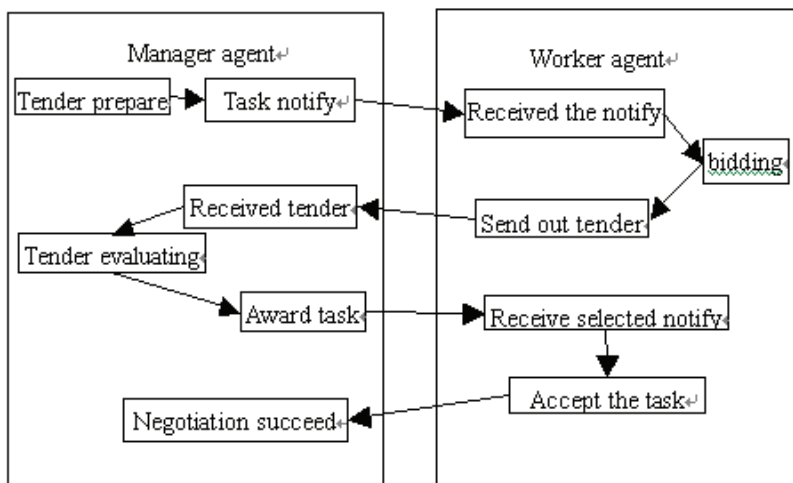 Manager agent
Worker agent
Tender prepare
Task notify
Received the notify
bidding
Received tender
Send out tender
Tender evaluating
Award task
Receive selected notify
Accept the task
Negotiation succeed